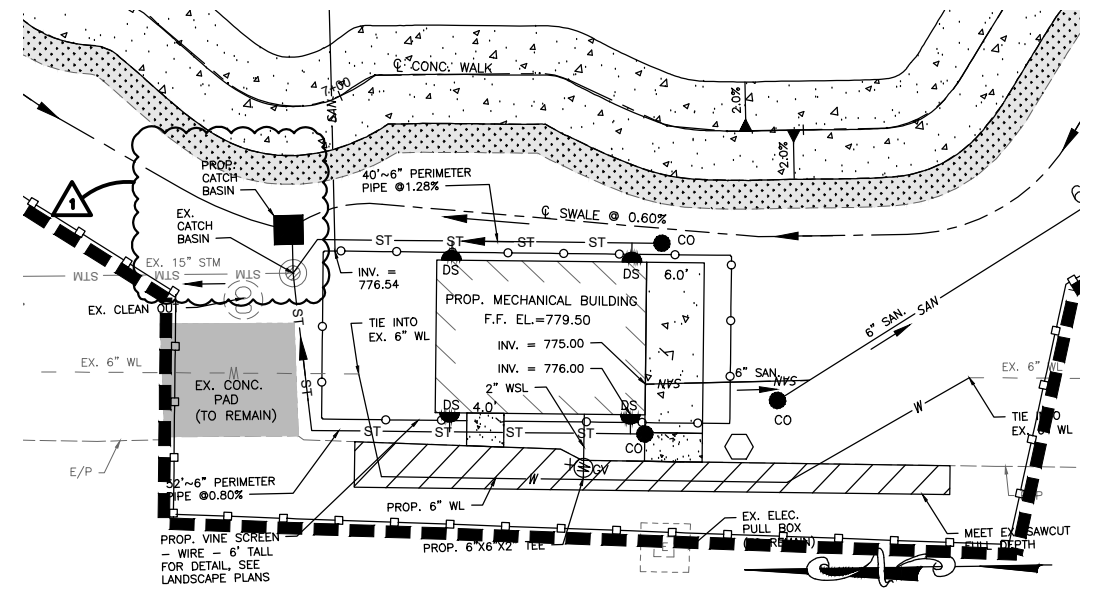 ℄ CONC. WALK
7+00
SAN
2.0%
2.0%
PROP.
CATCH
BASIN
40'~6" PERIMETER
PIPE @1.28%
1
EX.
CATCH
BASIN
℄ SWALE @ 0.60%
ST
ST
ST
ST
CO
EX. 15" STM
STM
STM
STM
DS
DS
6.0'
INV. =
776.54
PROP. MECHANICAL BUILDING
F.F. EL.=779.50
EX. CLEAN OUT
ST
TIE INTO
EX. 6" WL
INV. = 775.00
6" SAN.
SAN
EX. 6" WL
W
INV. = 776.00
6" SAN.
SAN
SAN
EX. 6" WL
EX. CONC.
PAD
(TO REMAIN)
ST
2" WSL
DS
4.0'
DS
CO
W
TIE INTO
EX. 6" WL
ST
ST
ST
ST
CO
E/P
GV
W
E/P
52'~6" PERIMETER
PIPE @0.80%
PROP. 6" WL
EX. ELEC.
PULL BOX
(TO REMAIN)
E
MEET EX. SAWCUT
FULL DEPTH
PROP. VINE SCREEN
– WIRE – 6' TALL
FOR DETAIL, SEE
LANDSCAPE PLANS
PROP. 6"X6"X2" TEE